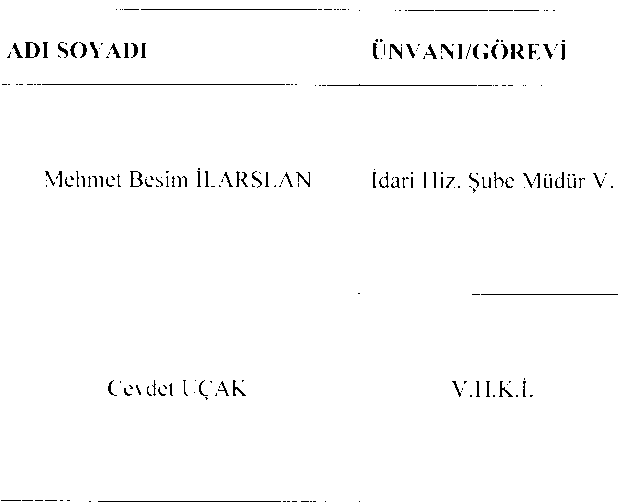 ADI SOYADI ÜNVANI/GÖREVİ
Mehmet Besim İLARSLAN İdari Hiz. Şube Müdür V.
Cevdet UÇAK V.H.K.İ.